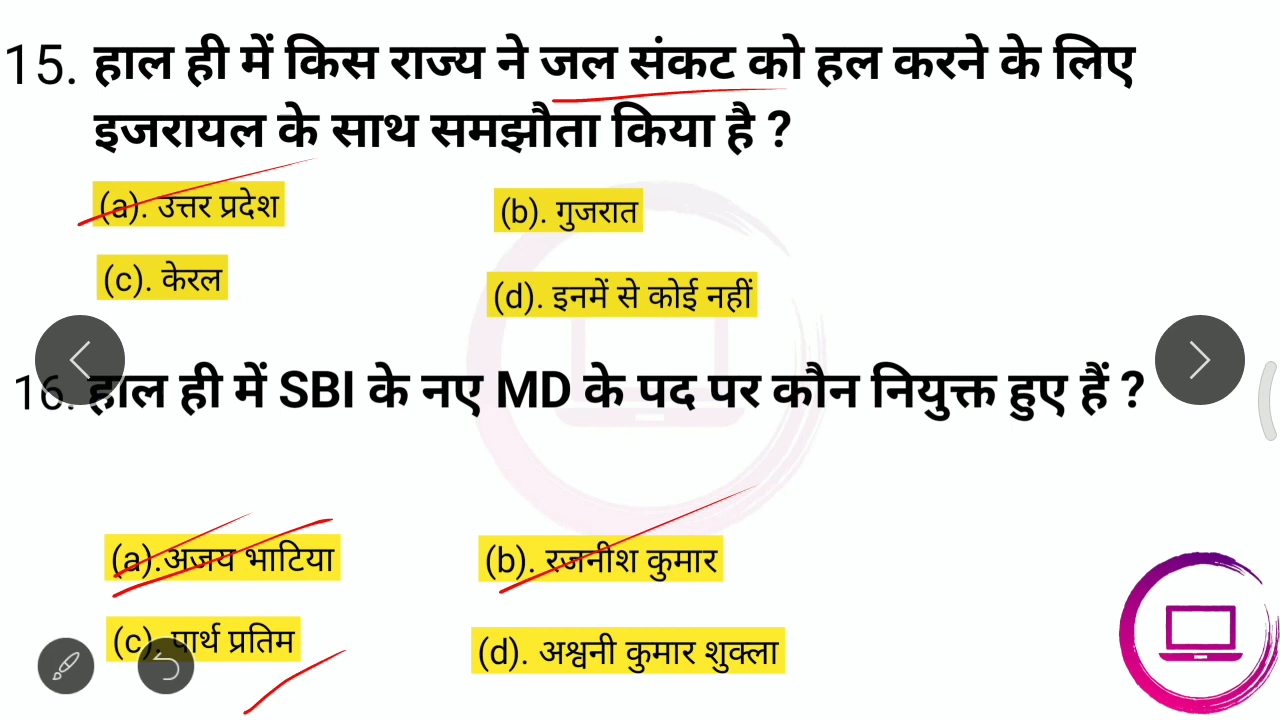 15. हाल ही में किस राज्य ने जल संकट को हल करने के लिए
इजरायल के साथ समझौता किया है ?
(a). उत्तर प्रदेश
(b). गुजरात
(c). केरल
(d). इनमें से कोई नहीं
16. हाल ही में SBI के नए MD के पद पर कौन नियुक्त हुए हैं ?
(a).अजय भाटिया
(b). रजनीश कुमार
(c). पार्थ प्रतिम
(d). अश्वनी कुमार शुक्ला